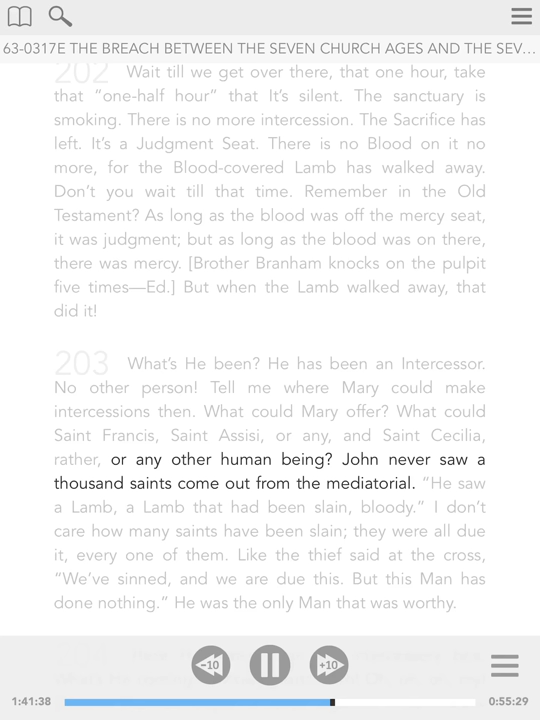 63-0317E THE BREACH BETWEEN THE SEVEN CHURCH AGES AND THE SEV…
202 Wait till we get over there, that one hour, take
that “one-half hour” that It’s silent. The sanctuary is
smoking. There is no more intercession. The Sacrifice has
left. It’s a Judgment Seat. There is no Blood on it no
more, for the Blood-covered Lamb has walked away.
Don’t you wait till that time. Remember in the Old
Testament? As long as the blood was off the mercy seat,
it was judgment; but as long as the blood was on there,
there was mercy. [Brother Branham knocks on the pulpit
five times—Ed.] But when the Lamb walked away, that
did it!
203 What’s He been? He has been an Intercessor.
No other person! Tell me where Mary could make
intercessions then. What could Mary offer? What could
Saint Francis, Saint Assisi, or any, and Saint Cecilia,
rather, or any other human being? John never saw a
thousand saints come out from the mediatorial. “He saw
a Lamb, a Lamb that had been slain, bloody.” I don’t
care how many saints have been slain; they were all due
it, every one of them. Like the thief said at the cross,
“We’ve sinned, and we are due this. But this Man has
done nothing.” He was the only Man that was worthy.
-10 +10
1:41:38 0:55:29